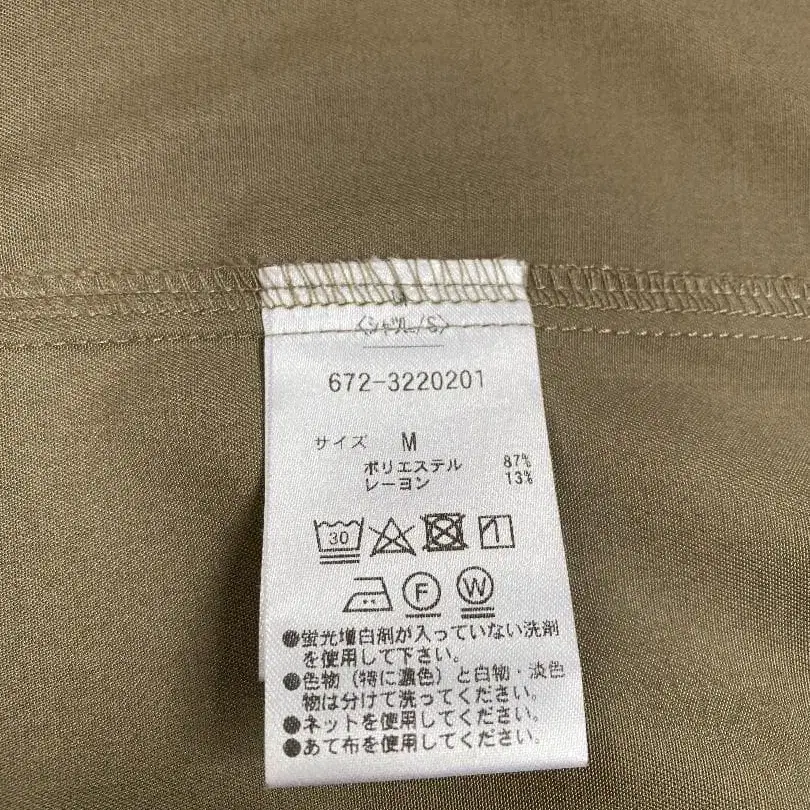 〈シャツL/S〉
672-3220201
サイズ M
ポリエステル 87%
レーヨン 13%
30
F W
●蛍光増白剤が入っていない洗剤
を使用して下さい。
●色物(特に濃色)と白物・淡色
物は分けて洗ってください。
●ネットを使用してください。
●あて布を使用してください。